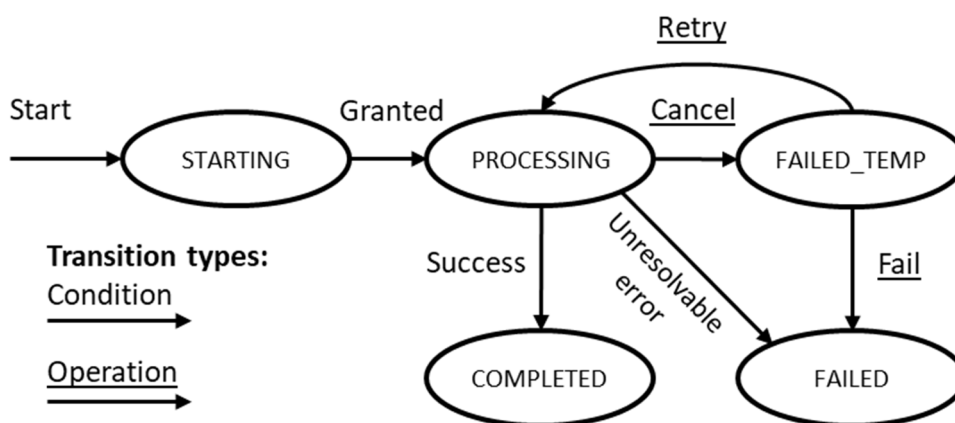 Retry
Start
Granted
Cancel
STARTING
PROCESSING
FAILED_TEMP
Transition types:
Condition
Operation
Success
Unresolvable
error
Fail
COMPLETED
FAILED